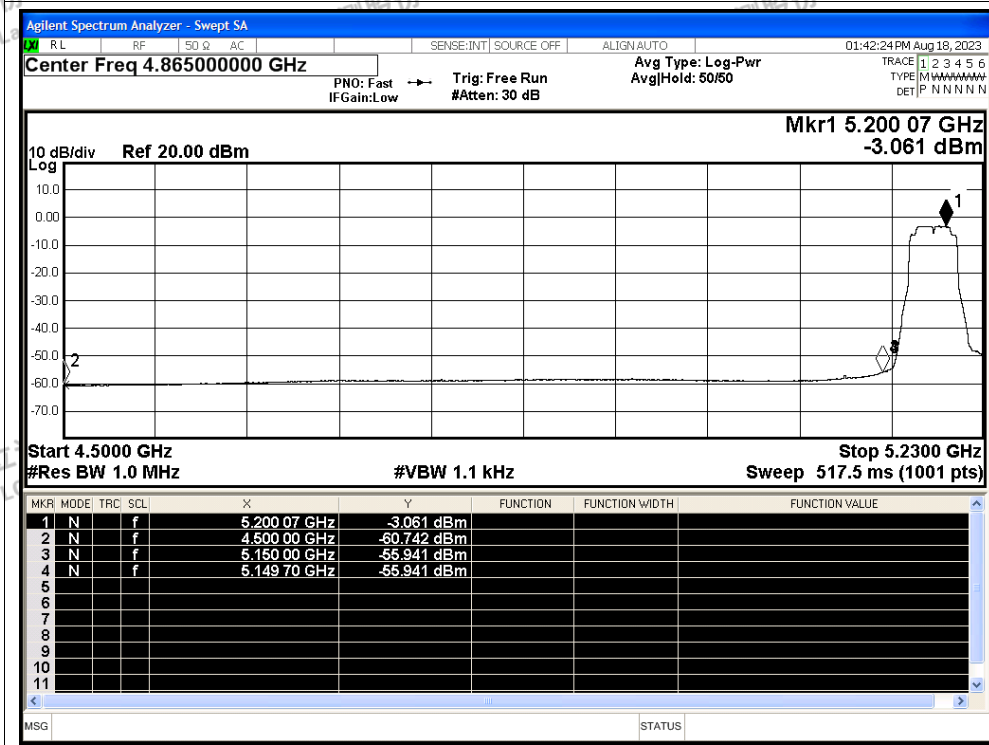 Agilent Spectrum Analyzer - Swept SA
LXI RL RF 50 Ω AC SENSE:INT SOURCE OFF ALIGN AUTO 01:42:24 PM Aug 18, 2023
Center Freq 4.865000000 GHz
PNO: Fast
IFGain:Low
Trig: Free Run
#Atten: 30 dB
Avg Type: Log-Pwr
Avg|Hold: 50/50
TRACE 1 2 3 4 5 6
TYPE M
DET P N N N N N
Mkr1 5.200 07 GHz
-3.061 dBm
10 dB/div Ref 20.00 dBm
Log
10.0
0.00
-10.0
-20.0
-30.0
-40.0
-50.0
-60.0
-70.0
1
2
Start 4.5000 GHz Stop 5.2300 GHz
#Res BW 1.0 MHz #VBW 1.1 kHz Sweep 517.5 ms (1001 pts)
MKR MODE TRC SCL X Y FUNCTION FUNCTION WIDTH FUNCTION VALUE
1 N f 5.200 07 GHz -3.061 dBm
2 N f 4.500 00 GHz -60.742 dBm
3 N f 5.150 00 GHz -55.941 dBm
4 N f 5.149 70 GHz -55.941 dBm
5
6
7
8
9
10
11
MSG STATUS